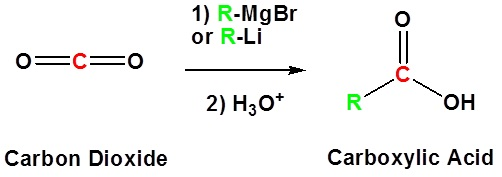 1) R-MgBr
or R-Li
O=C=O
2) H₃O⁺
O
C
R
OH
Carbon Dioxide
Carboxylic Acid